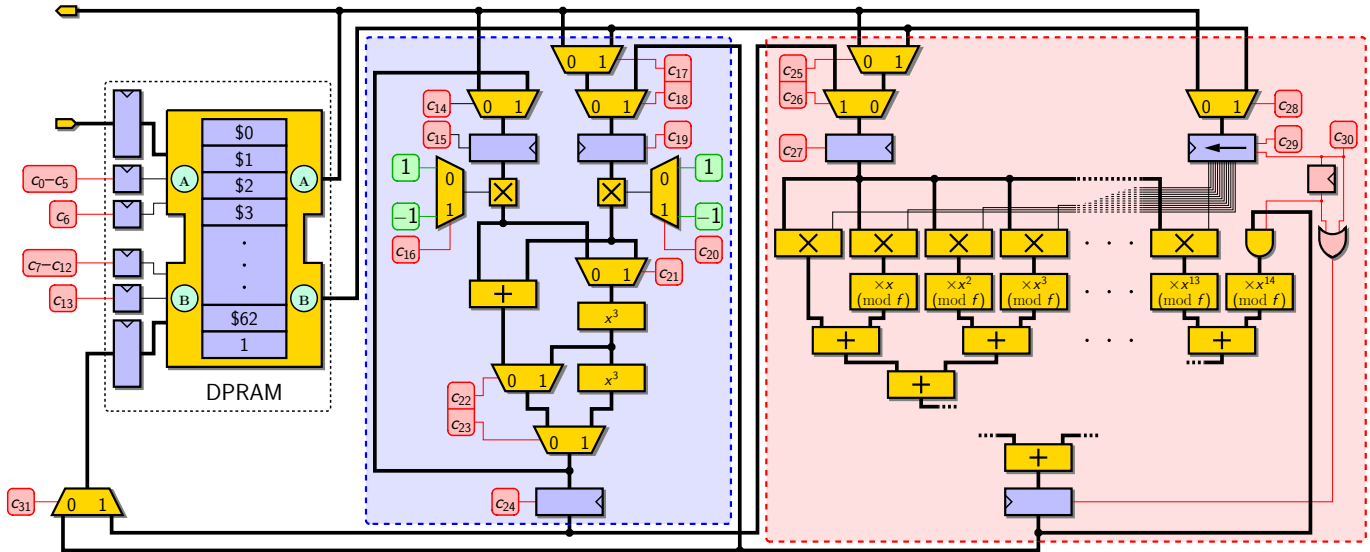 0 1
c17
c25
0 1
c14
0 1
0 1
c18
c26
1 0
0 1
c28
$0
c15
c19
c27
c29
c30
$1
1
0
0
1
A
A
$2
c0–c5
c6
$3
–1
1
1
–1
c16
c20
.
.
.
c7–c12
c13
B
B
0 1
c21
+
x³
×x
(mod f)
×x²
(mod f)
×x³
(mod f)
. . .
×x¹³
(mod f)
×x¹⁴
(mod f)
$62
1
+
+
. . .
+
DPRAM
0 1
x³
c22
c23
+
0 1
+
c31
0 1
c24